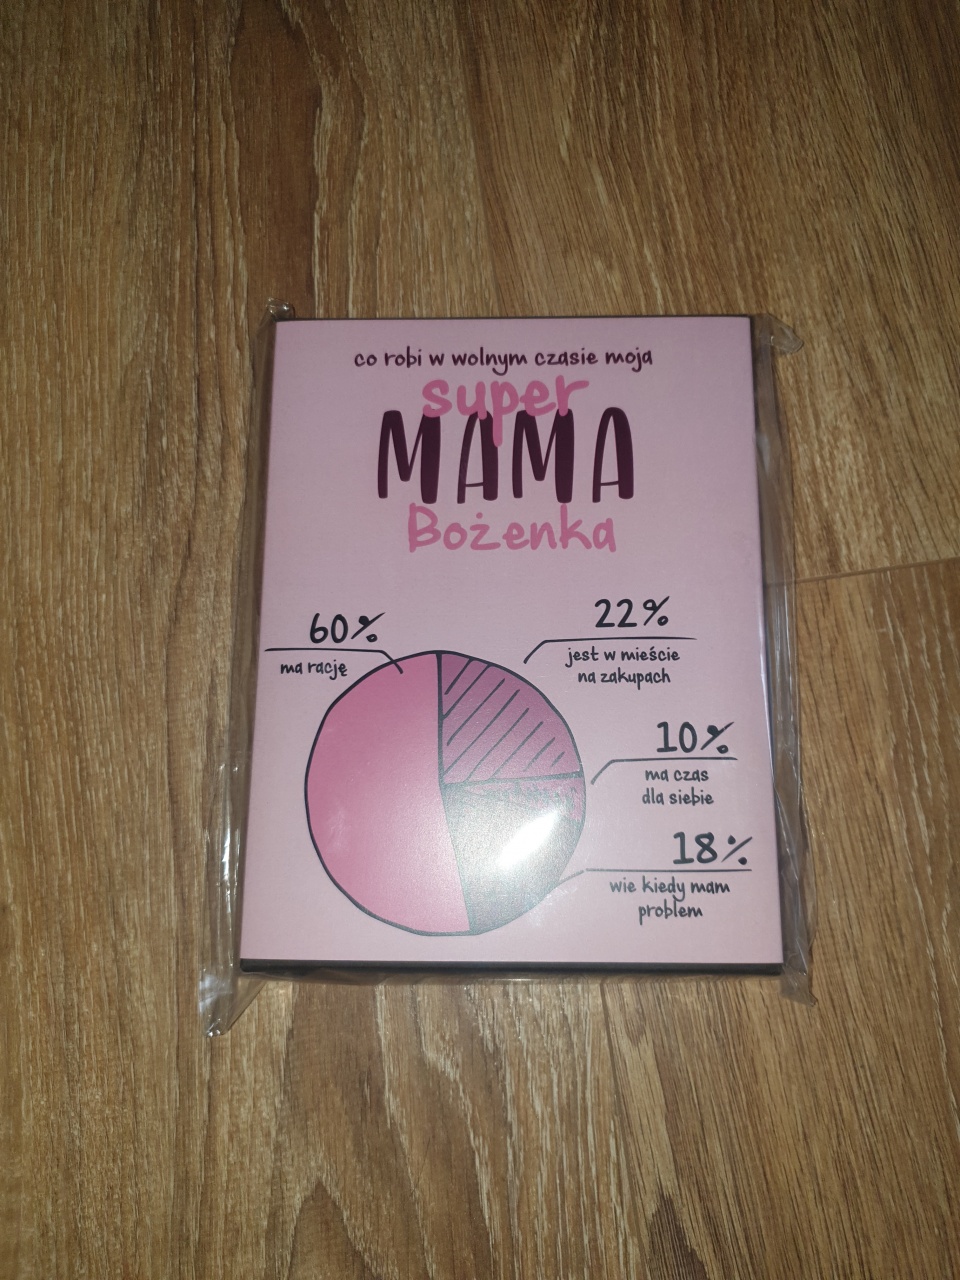 co robi w wolnym czasie moja
super
MAMA
Bożenka
60%
ma rację
22%
jest w mieście
na zakupach
10%
ma czas
dla siebie
18%
wie kiedy mam
problem